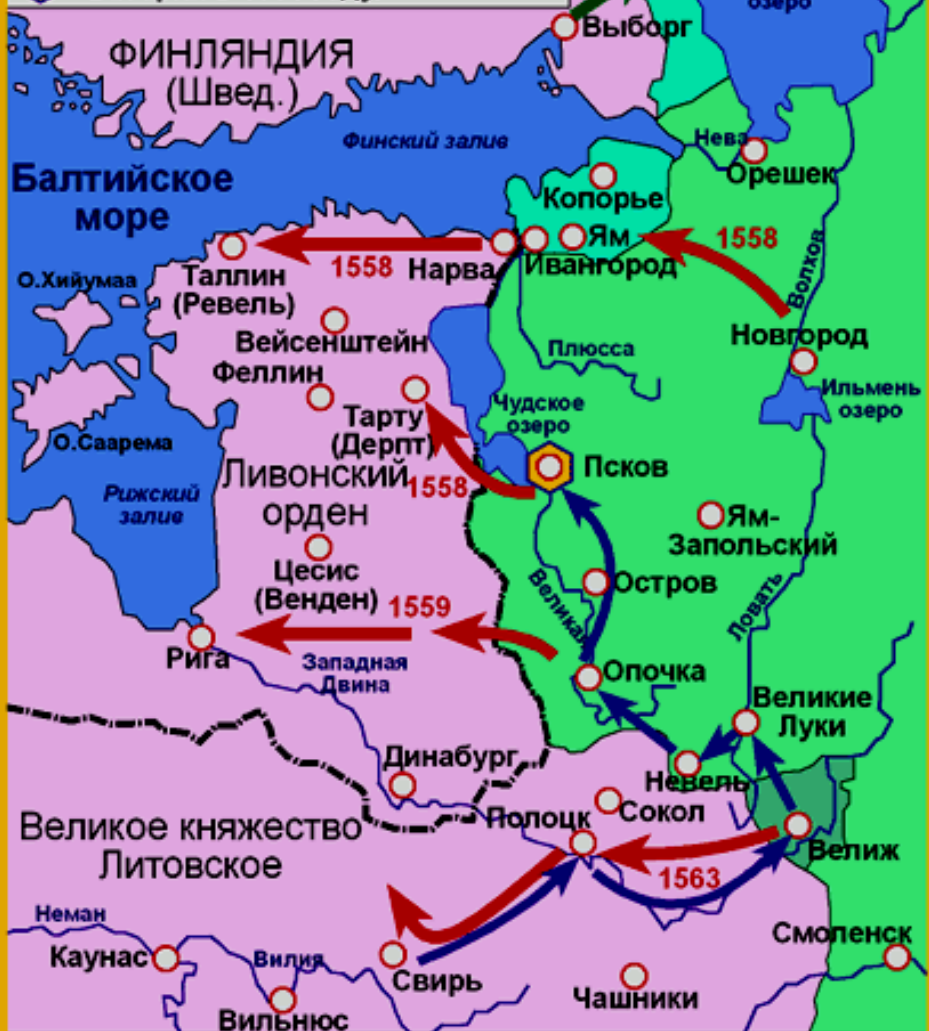 озеро
Выборг
ФИНЛЯНДИЯ
(Швед.)
Финский залив
Нева
Орешек
Балтийское
море
Копорье
Ям
1558
Ивангород
Нарва
1558
Таллин
(Ревель)
О.Хийумаа
Волхов
Новгород
Вейсенштейн
Плюсса
Феллин
Ильмень
озеро
Чудское
озеро
Тарту
(Дерпт)
О.Саарема
Псков
Ливонский
орден
1558
Рижский
залив
Ям-
Запольский
Цесис
(Венден)
Остров
Великая
Ловать
1559
Рига
Западная
Двина
Опочка
Великие
Луки
Динабург
Невель
Сокол
Полоцк
Великое княжество
Литовское
Велиж
1563
Неман
Каунас
Вилия
Свирь
Смоленск
Чашники
Вильнюс